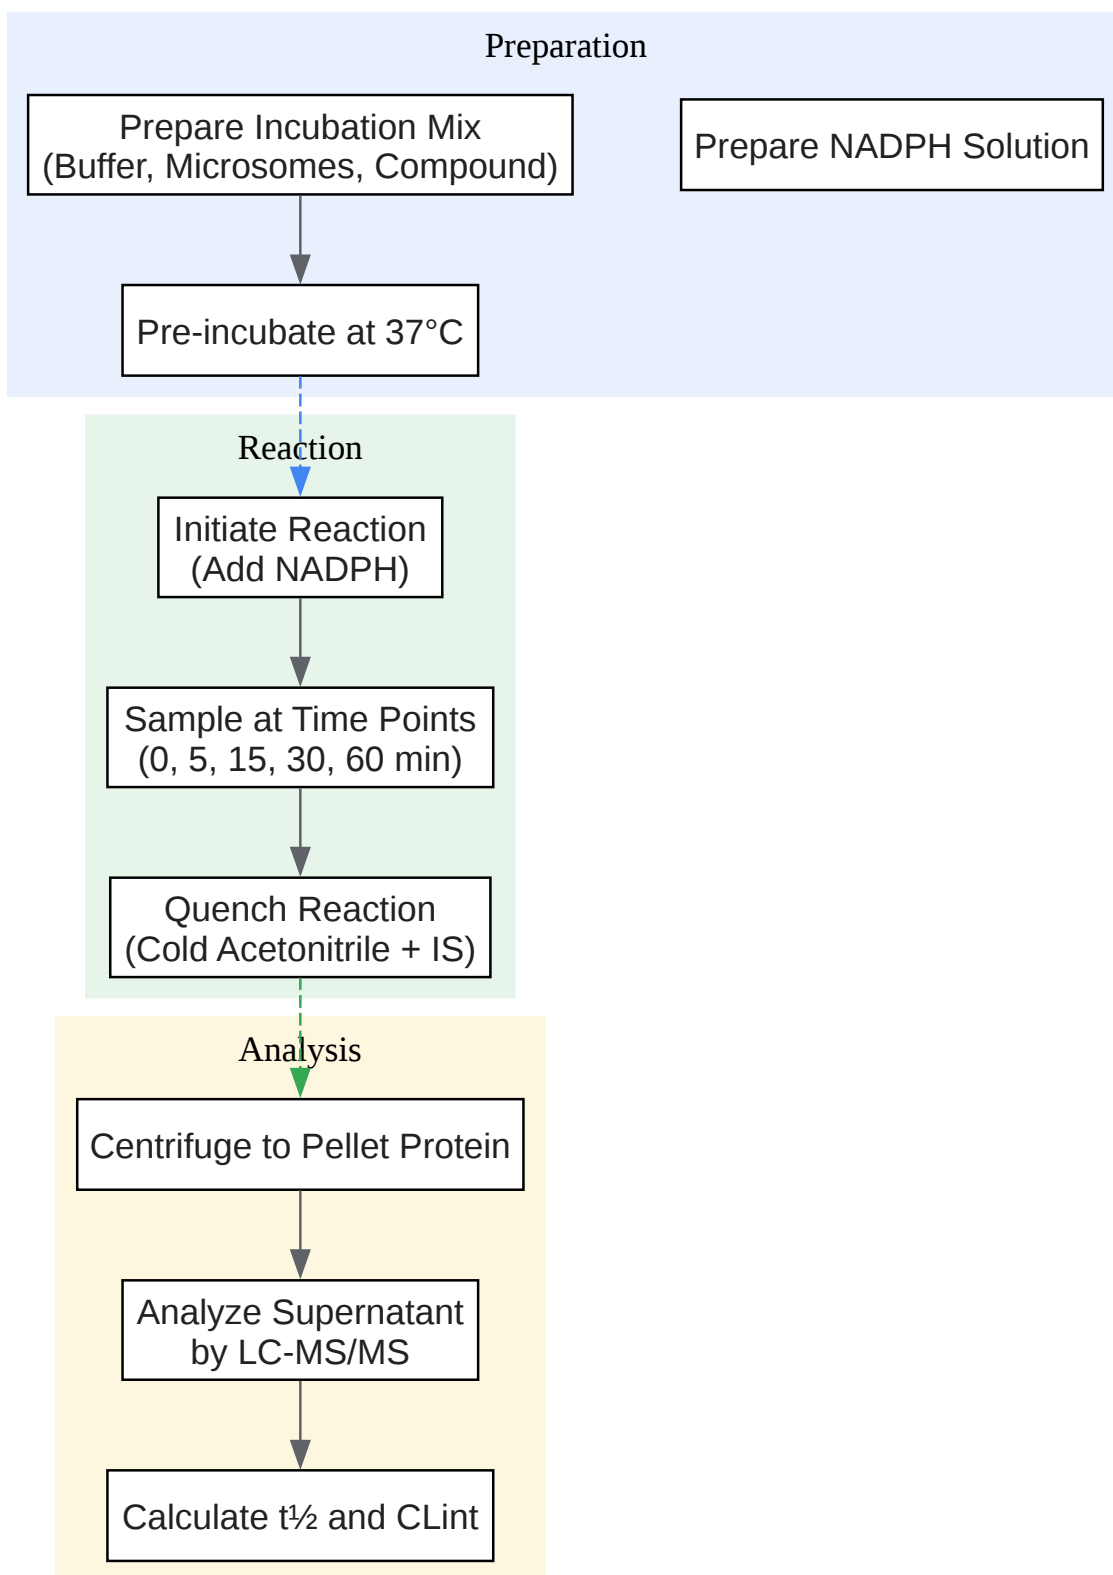 Preparation
Prepare Incubation Mix
(Buffer, Microsomes, Compound)
Prepare NADPH Solution
Pre-incubate at 37°C
Reaction
Initiate Reaction
(Add NADPH)
Sample at Time Points
(0, 5, 15, 30, 60 min)
Quench Reaction
(Cold Acetonitrile + IS)
Analysis
Centrifuge to Pellet Protein
Analyze Supernatant
by LC-MS/MS
Calculate t½ and CLint